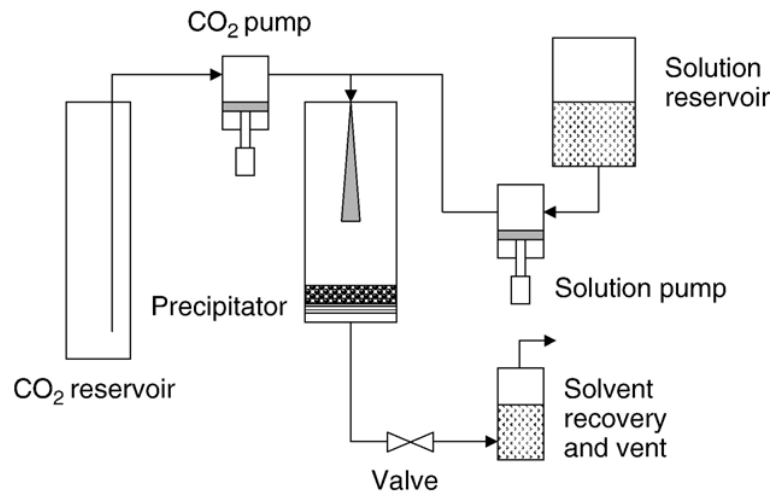 CO₂ pump
Solution
reservoir
Precipitator
Solution pump
CO₂ reservoir
Solvent
recovery
and vent
Valve